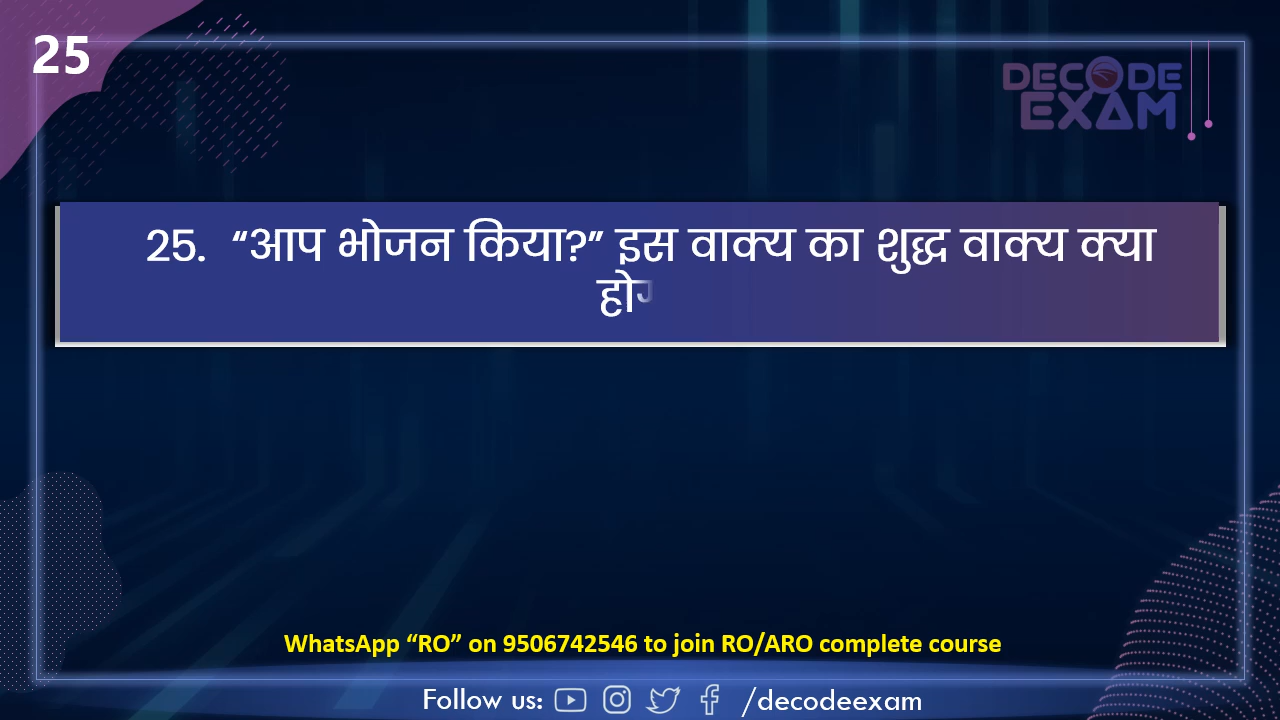 25
DECODE
EXAM
25. “आप भोजन किया?” इस वाक्य का शुद्ध वाक्य क्या
WhatsApp “RO” on 9506742546 to join RO/ARO complete course
Follow us: /decodeexam